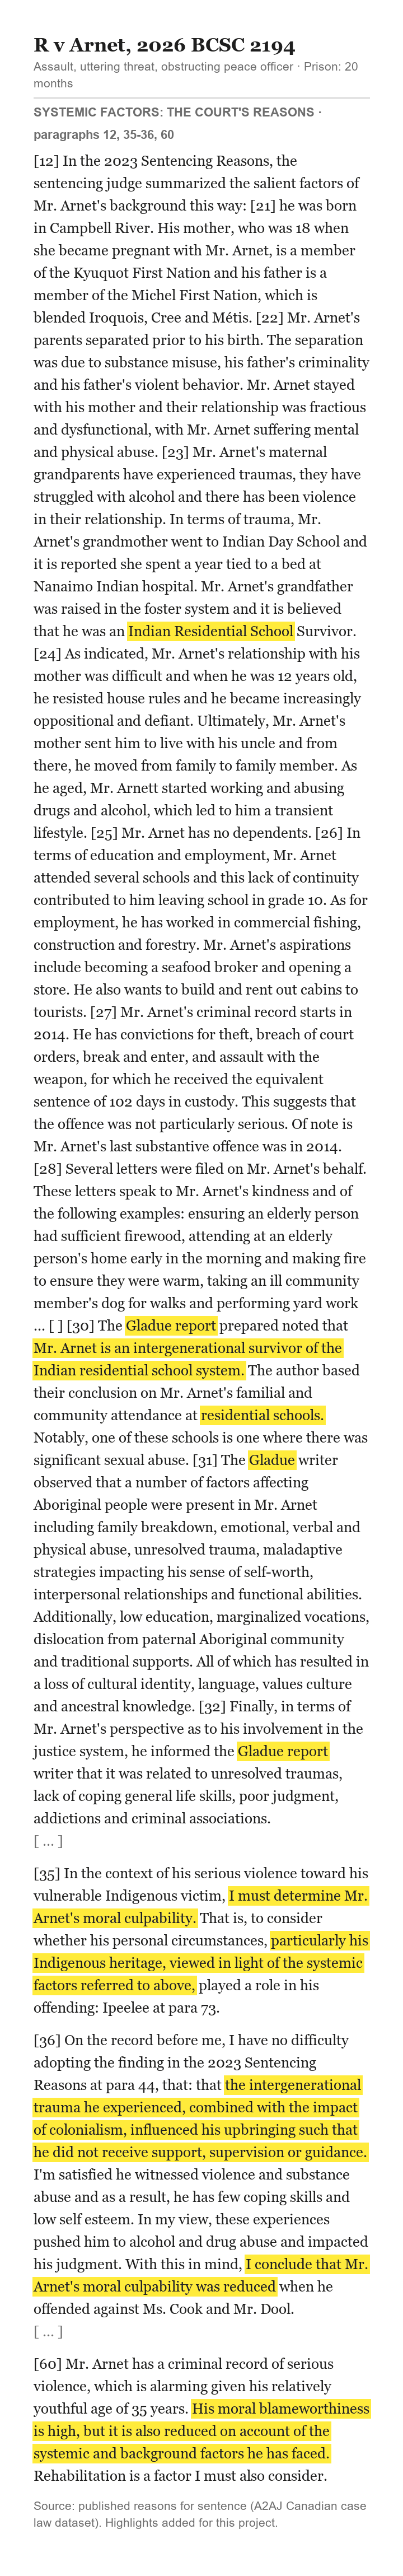 R v Arnet, 2026 BCSC 2194
Assault, uttering threat, obstructing peace officer · Prison: 20
months
SYSTEMIC FACTORS: THE COURT'S REASONS ·
paragraphs 12, 35-36, 60
[12] In the 2023 Sentencing Reasons, the
sentencing judge summarized the salient factors of
Mr. Arnet's background this way: [21] he was born
in Campbell River. His mother, who was 18 when
she became pregnant with Mr. Arnet, is a member
of the Kyuquot First Nation and his father is a
member of the Michel First Nation, which is
blended Iroquois, Cree and Métis. [22] Mr. Arnet's
parents separated prior to his birth. The separation
was due to substance misuse, his father's criminality
and his father's violent behavior. Mr. Arnet stayed
with his mother and their relationship was fractious
and dysfunctional, with Mr. Arnet suffering mental
and physical abuse. [23] Mr. Arnet's maternal
grandparents have experienced traumas, they have
struggled with alcohol and there has been violence
in their relationship. In terms of trauma, Mr.
Arnet's grandmother went to Indian Day School and
it is reported she spent a year tied to a bed at
Nanaimo Indian hospital. Mr. Arnet's grandfather
was raised in the foster system and it is believed
that he was an Indian Residential School Survivor.
[24] As indicated, Mr. Arnet's relationship with his
mother was difficult and when he was 12 years old,
he resisted house rules and he became increasingly
oppositional and defiant. Ultimately, Mr. Arnet's
mother sent him to live with his uncle and from
there, he moved from family to family member. As
he aged, Mr. Arnett started working and abusing
drugs and alcohol, which led to him a transient
lifestyle. [25] Mr. Arnet has no dependents. [26] In
terms of education and employment, Mr. Arnet
attended several schools and this lack of continuity
contributed to him leaving school in grade 10. As for
employment, he has worked in commercial fishing,
construction and forestry. Mr. Arnet's aspirations
include becoming a seafood broker and opening a
store. He also wants to build and rent out cabins to
tourists. [27] Mr. Arnet's criminal record starts in
2014. He has convictions for theft, breach of court
orders, break and enter, and assault with the
weapon, for which he received the equivalent
sentence of 102 days in custody. This suggests that
the offence was not particularly serious. Of note is
Mr. Arnet's last substantive offence was in 2014.
[28] Several letters were filed on Mr. Arnet's behalf.
These letters speak to Mr. Arnet's kindness and of
the following examples: ensuring an elderly person
had sufficient firewood, attending at an elderly
person's home early in the morning and making fire
to ensure they were warm, taking an ill community
member's dog for walks and performing yard work
... [ ] [30] The Gladue report prepared noted that
Mr. Arnet is an intergenerational survivor of the
Indian residential school system. The author based
their conclusion on Mr. Arnet's familial and
community attendance at residential schools.
Notably, one of these schools is one where there was
significant sexual abuse. [31] The Gladue writer
observed that a number of factors affecting
Aboriginal people were present in Mr. Arnet
including family breakdown, emotional, verbal and
physical abuse, unresolved trauma, maladaptive
strategies impacting his sense of self-worth,
interpersonal relationships and functional abilities.
Additionally, low education, marginalized vocations,
dislocation from paternal Aboriginal community
and traditional supports. All of which has resulted in
a loss of cultural identity, language, values culture
and ancestral knowledge. [32] Finally, in terms of
Mr. Arnet's perspective as to his involvement in the
justice system, he informed the Gladue report
writer that it was related to unresolved traumas,
lack of coping general life skills, poor judgment,
addictions and criminal associations.
[ ... ]
[35] In the context of his serious violence toward his
vulnerable Indigenous victim, I must determine Mr.
Arnet's moral culpability. That is, to consider
whether his personal circumstances, particularly his
Indigenous heritage, viewed in light of the systemic
factors referred to above, played a role in his
offending: Ipeelee at para 73.
[36] On the record before me, I have no difficulty
adopting the finding in the 2023 Sentencing
Reasons at para 44, that: that the intergenerational
trauma he experienced, combined with the impact
of colonialism, influenced his upbringing such that
he did not receive support, supervision or guidance.
I'm satisfied he witnessed violence and substance
abuse and as a result, he has few coping skills and
low self esteem. In my view, these experiences
pushed him to alcohol and drug abuse and impacted
his judgment. With this in mind, I conclude that Mr.
Arnet's moral culpability was reduced when he
offended against Ms. Cook and Mr. Dool.
[ ... ]
[60] Mr. Arnet has a criminal record of serious
violence, which is alarming given his relatively
youthful age of 35 years. His moral blameworthiness
is high, but it is also reduced on account of the
systemic and background factors he has faced.
Rehabilitation is a factor I must also consider.
Source: published reasons for sentence (A2AJ Canadian case
law dataset). Highlights added for this project.